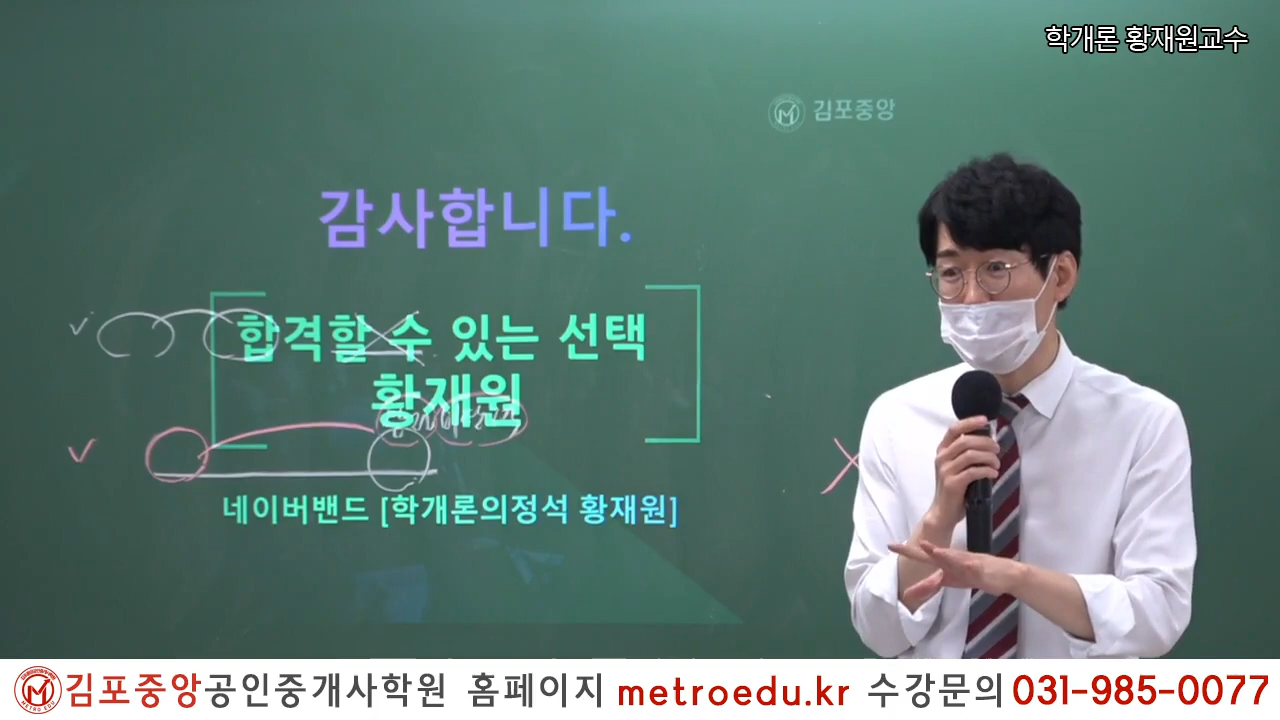 학개론 황재원교수
김포중앙
감사합니다.
합격할 수 있는 선택
황재원
네이버밴드 [학개론의정석 황재원]
METRO EDU
김포중앙공인중개사학원 홈페이지 metroedu.kr 수강문의 031-985-0077